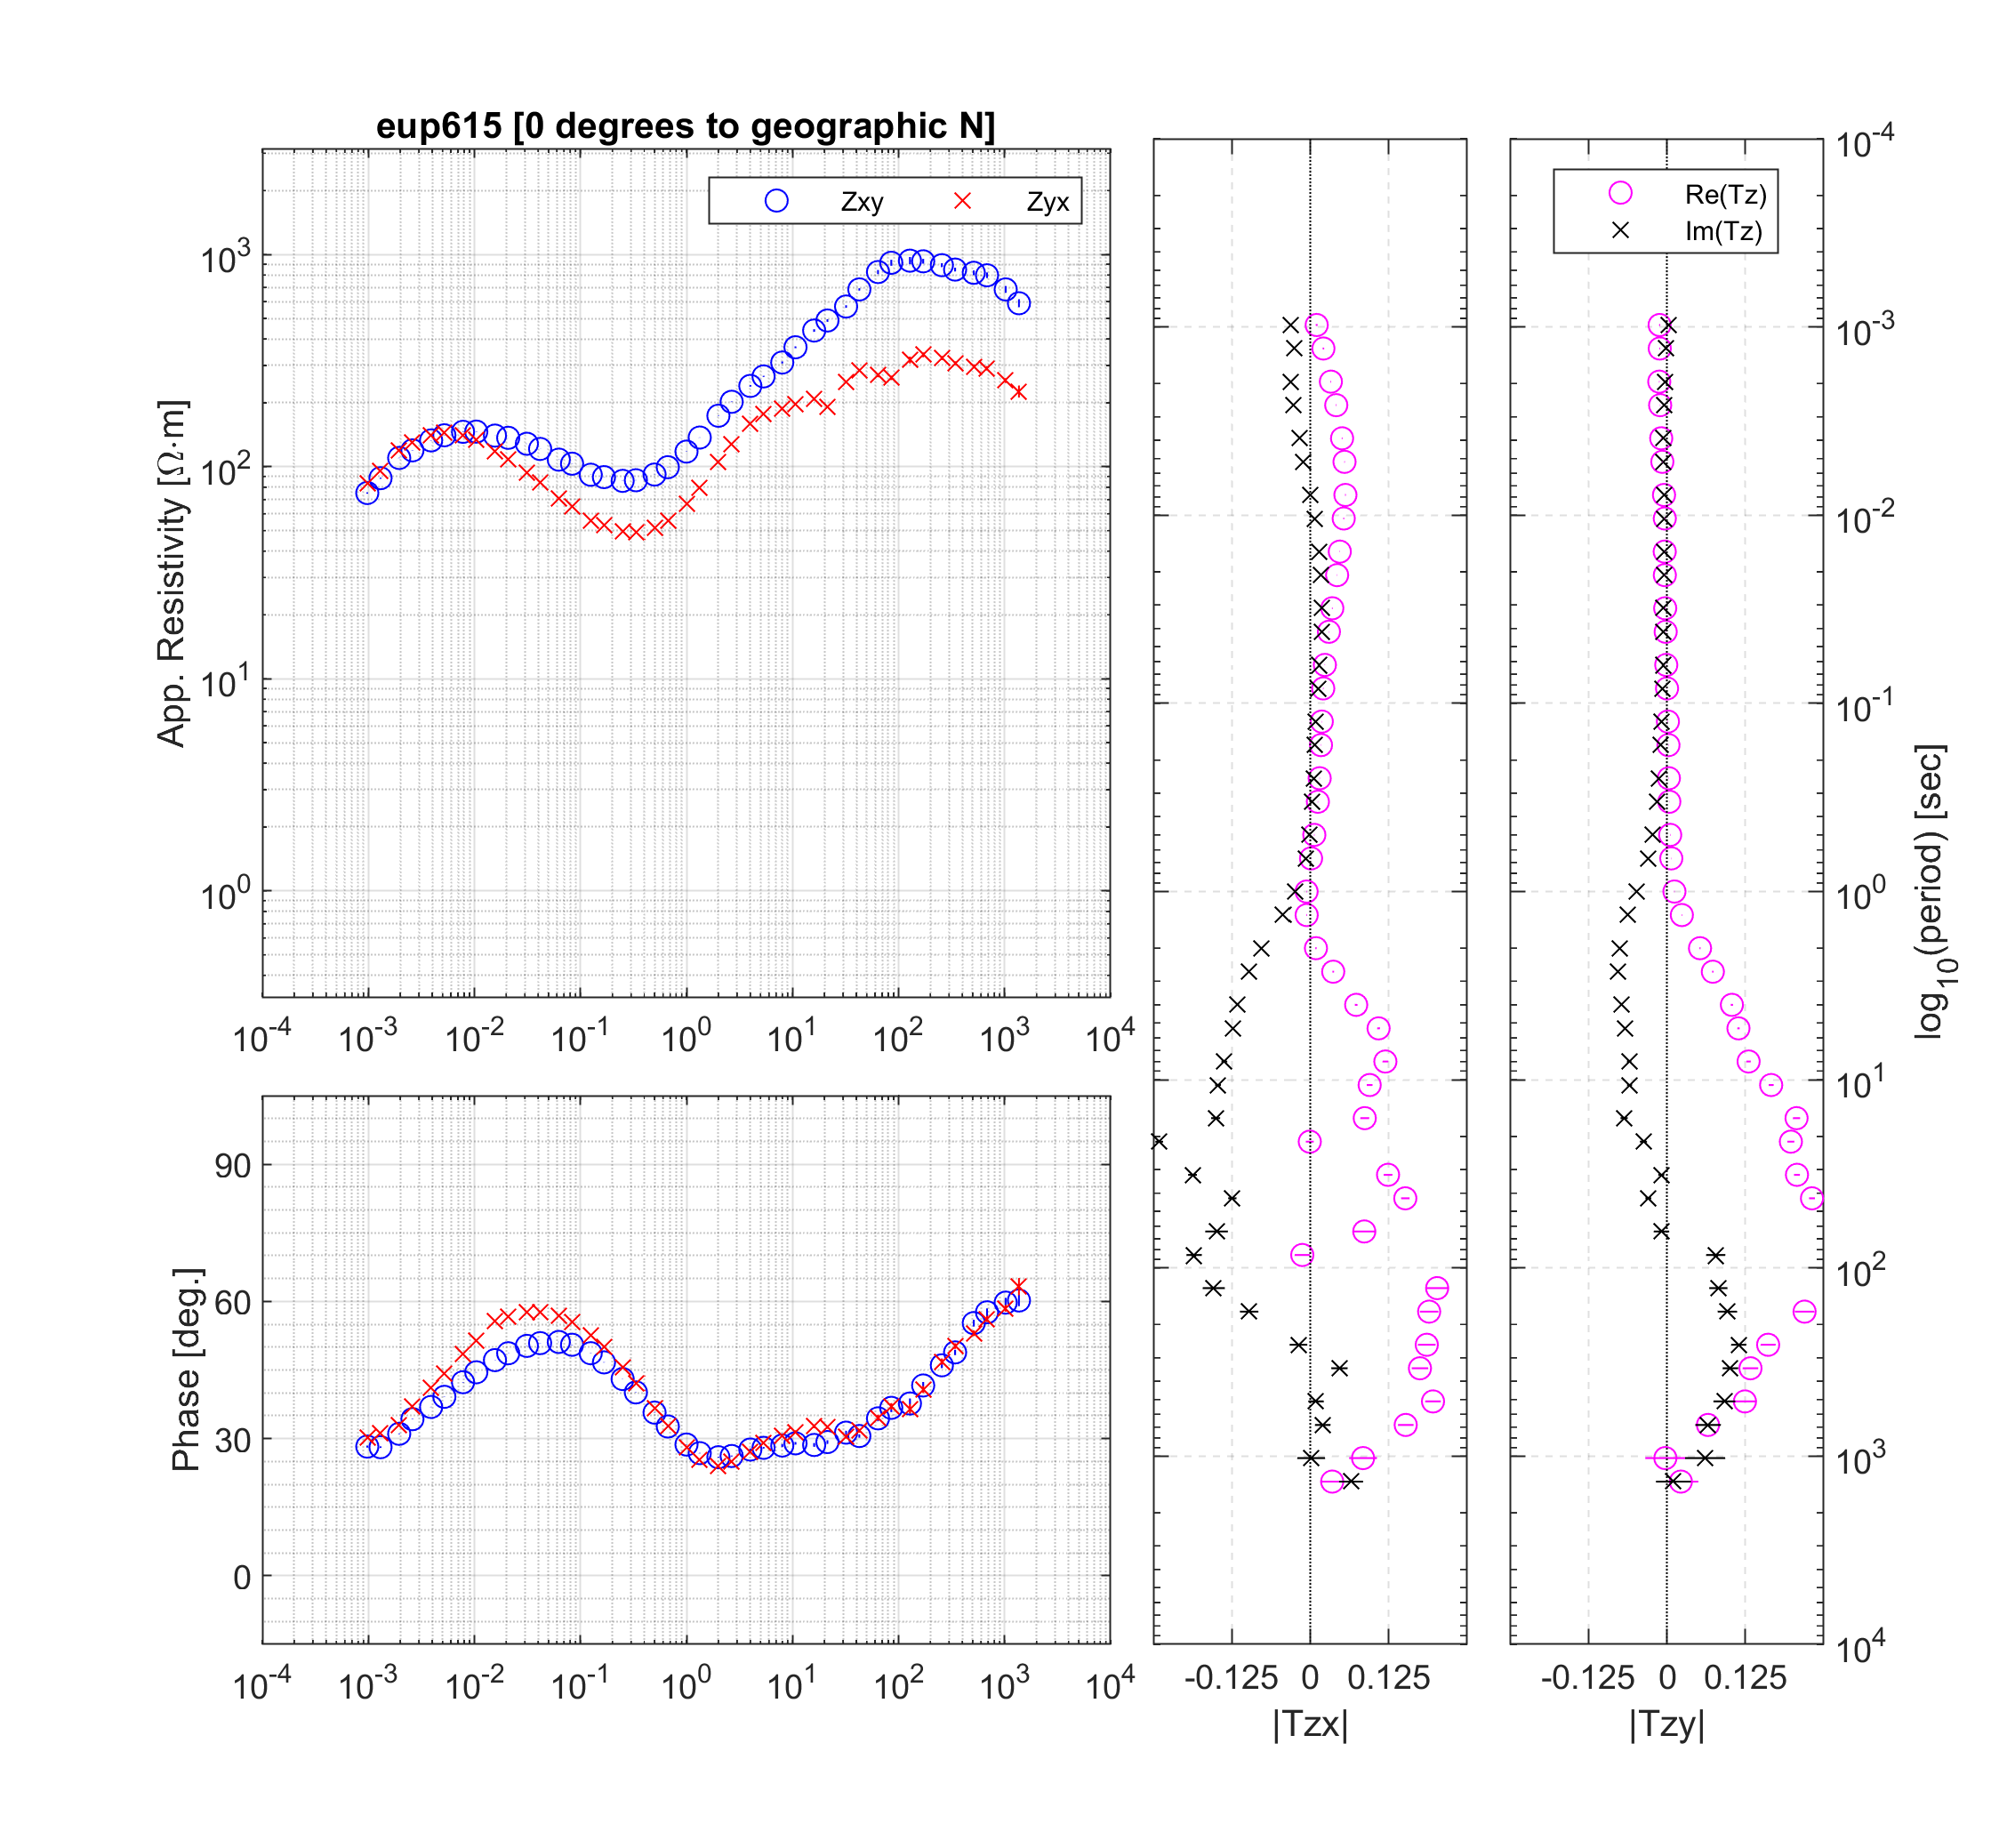 eup615 [0 degrees to geographic N]
Zxy Zyx
App. Resistivity [Ω·m]
10^3
10^2
10^1
10^0
10^-4 10^-3 10^-2 10^-1 10^0 10^1 10^2 10^3 10^4
Phase [deg.]
90
60
30
0
10^-4 10^-3 10^-2 10^-1 10^0 10^1 10^2 10^3 10^4
-0.125 0 0.125
|Tzx|
Re(Tz)
Im(Tz)
-0.125 0 0.125
|Tzy|
10^-4
10^-3
10^-2
10^-1
10^0
10^1
10^2
10^3
10^4
log_10(period) [sec]